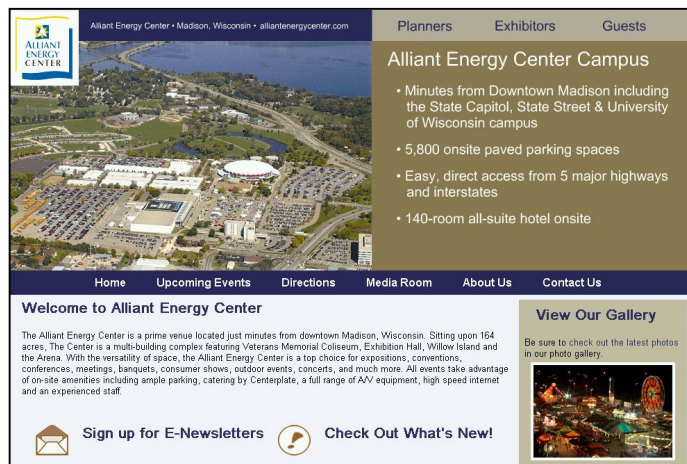 ALLIANT
ENERGY
CENTER
Alliant Energy Center • Madison, Wisconsin • alliantenergycenter.com
Planners Exhibitors Guests
Alliant Energy Center Campus
• Minutes from Downtown Madison including
the State Capitol, State Street & University
of Wisconsin campus
• 5,800 onsite paved parking spaces
• Easy, direct access from 5 major highways
and interstates
• 140-room all-suite hotel onsite
Home Upcoming Events Directions Media Room About Us Contact Us
Welcome to Alliant Energy Center
The Alliant Energy Center is a prime venue located just minutes from downtown Madison, Wisconsin. Sitting upon 164
acres, The Center is a multi-building complex featuring Veterans Memorial Coliseum, Exhibition Hall, Willow Island and
the Arena. With the versatility of space, the Alliant Energy Center is a top choice for expositions, conventions,
conferences, meetings, banquets, consumer shows, outdoor events, concerts, and much more. All events take advantage
of on-site amenities including ample parking, catering by Centerplate, a full range of A/V equipment, high speed internet
and an experienced staff.
Sign up for E-Newsletters
Check Out What's New!
View Our Gallery
Be sure to check out the latest photos
in our photo gallery.